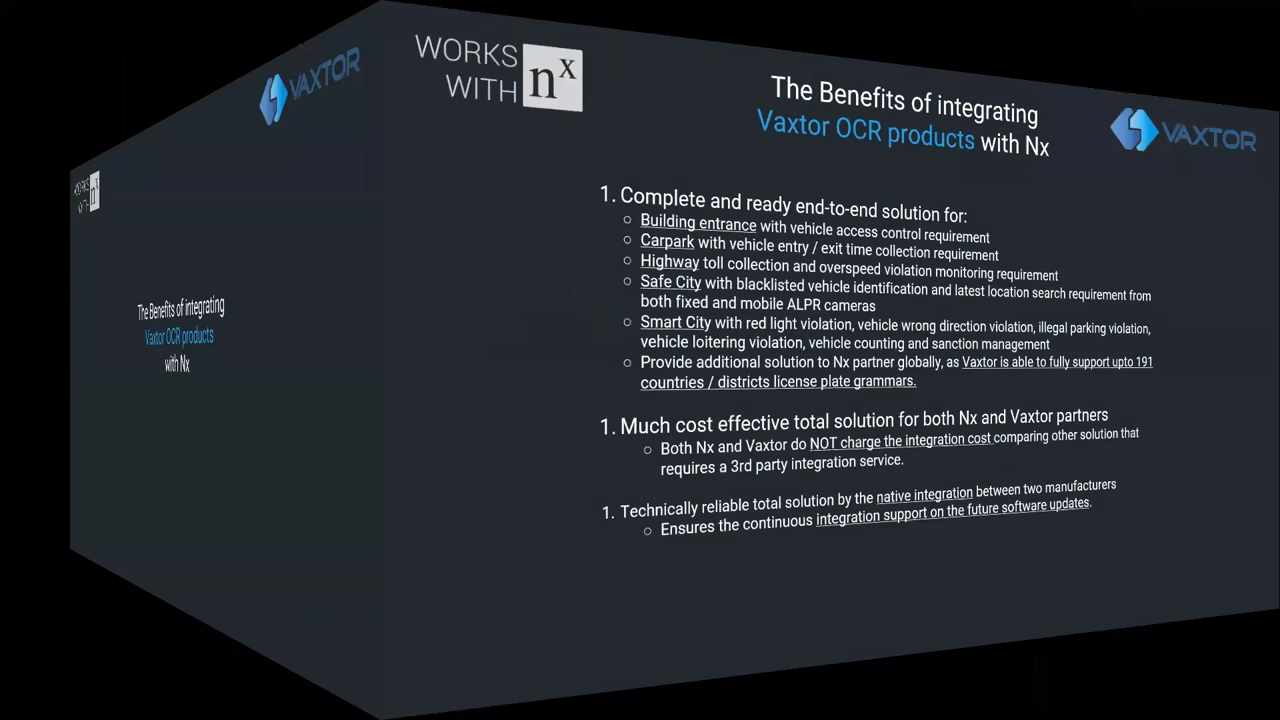 VAXTOR
WORKS
WITH nx
The Benefits of integrating
Vaxtor OCR products
with Nx
WORKS
WITH nx
The Benefits of integrating
Vaxtor OCR products with Nx
VAXTOR
1. Complete and ready end-to-end solution for:
○ Building entrance with vehicle access control requirement
○ Carpark with vehicle entry / exit time collection requirement
○ Highway toll collection and overspeed violation monitoring requirement
○ Safe City with blacklisted vehicle identification and latest location search requirement from
both fixed and mobile ALPR cameras
○ Smart City with red light violation, vehicle wrong direction violation, illegal parking violation,
vehicle loitering violation, vehicle counting and sanction management
○ Provide additional solution to Nx partner globally, as Vaxtor is able to fully support upto 191
countries / districts license plate grammars.
1. Much cost effective total solution for both Nx and Vaxtor partners
○ Both Nx and Vaxtor do NOT charge the integration cost comparing other solution that
requires a 3rd party integration service.
1. Technically reliable total solution by the native integration between two manufacturers
○ Ensures the continuous integration support on the future software updates.